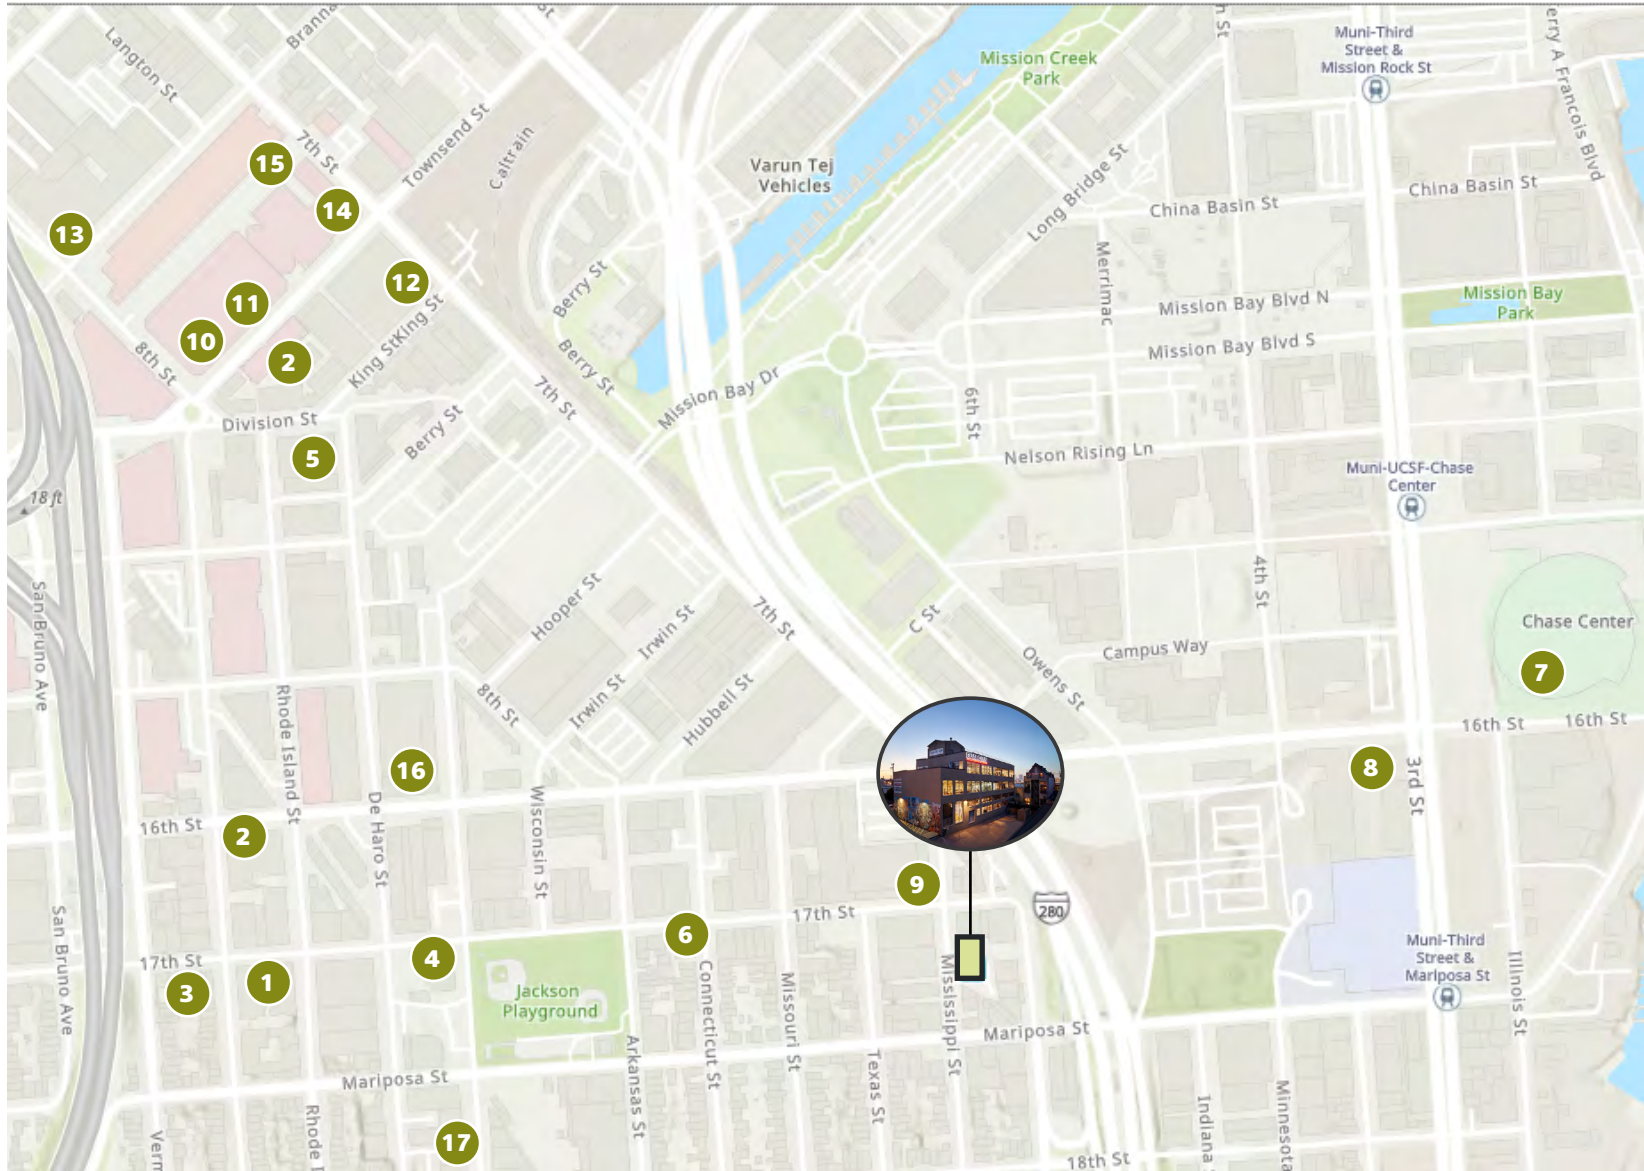 Langton St
Branna
St
7th St
Townsend St
Caltrain
Mission Creek
Park
Varun Tej
Vehicles
h St
Muni-Third
Street &
Mission Rock St
erry A Francois Blvd
Long Bridge St
China Basin St
China Basin St
Merrimac
15
14
13
12
11
10
2
8th St
King St
King St
Berry St
Berry St
Mission Bay Blvd N
Mission Bay
Park
Mission Bay Blvd S
Mission Bay Dr
7th St
6th St
Division St
Berry St
5
Nelson Rising Ln
Muni-UCSF-Chase
Center
18 ft
San Bruno Ave
4th St
Hooper St
Irwin St
7th St
C St
Chase Center
Campus Way
Owens St
7
Rhode Island St
8th St
Irwin St
Hubbell St
16th St
16th St
16
8
3rd St
De Haro St
Wisconsin St
16th St
2
9
17th St
280
San Bruno Ave
6
4
17th St
1
3
Jackson
Playground
Connecticut St
Missouri St
Mississippi St
Muni-Third
Street &
Mariposa St
Illinois St
Mariposa St
Arkansas St
Texas St
Mariposa St
Verm
Rhode I
17
Indiana
Minnesota
18th St